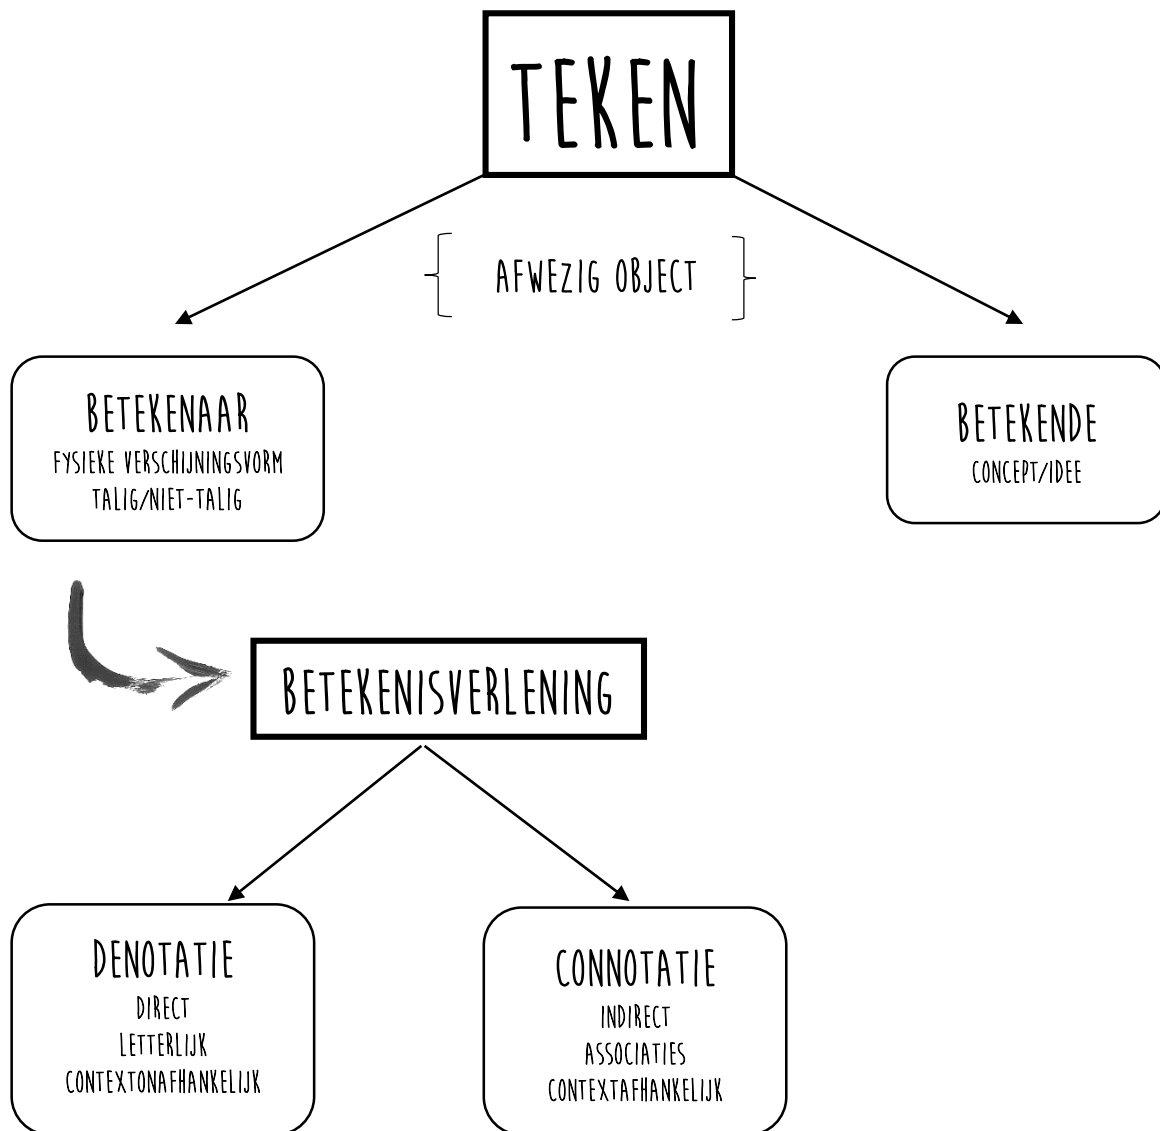 TEKEN
AFWEZIG OBJECT
BETEKENAAR
FYSIEKE VERSCHIJNINGSVORM
TALIG/NIET-TALIG
BETEKENDE
CONCEPT/IDEE
BETEKENISVERLENING
DENOTATIE
DIRECT
LETTERLIJK
CONTEXTONAFHANKELIJK
CONNOTATIE
INDIRECT
ASSOCIATIES
CONTEXTAFHANKELIJK